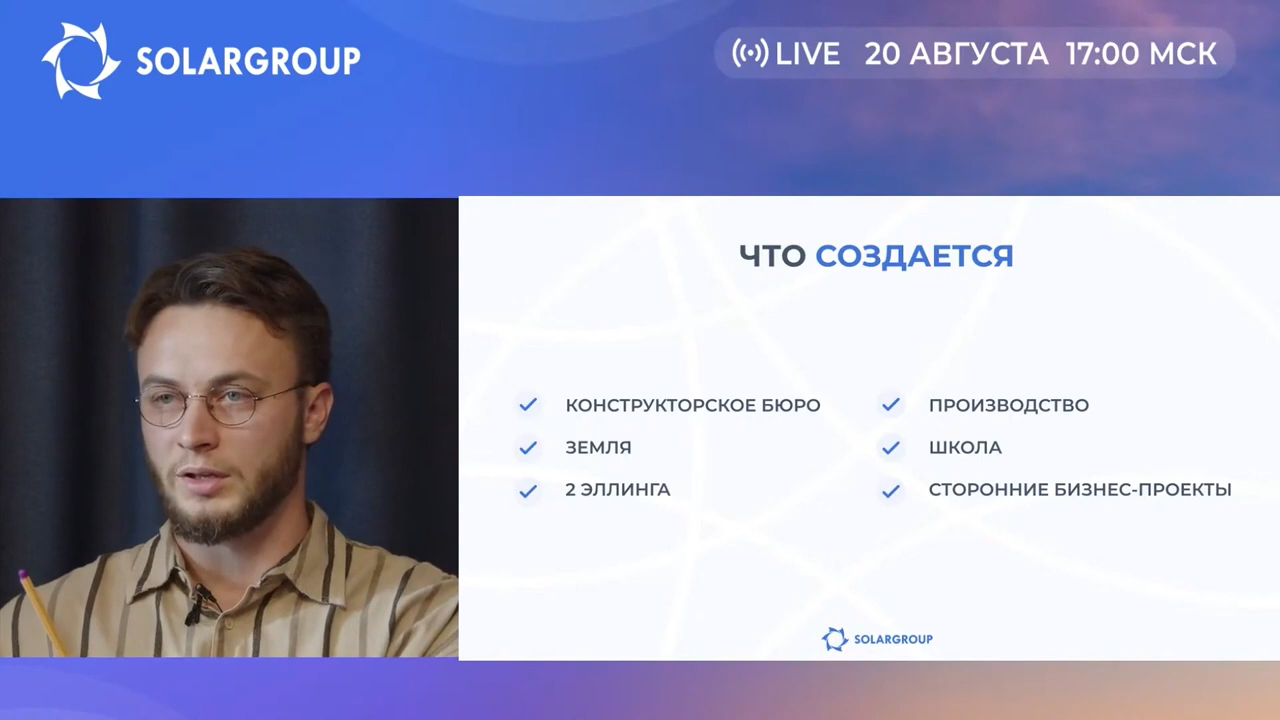 SOLARGROUP
LIVE 20 АВГУСТА 17:00 МСК
ЧТО СОЗДАЕТСЯ
КОНСТРУКТОРСКОЕ БЮРО
ЗЕМЛЯ
2 ЭЛЛИНГА
ПРОИЗВОДСТВО
ШКОЛА
СТОРОННИЕ БИЗНЕС-ПРОЕКТЫ
SOLARGROUP